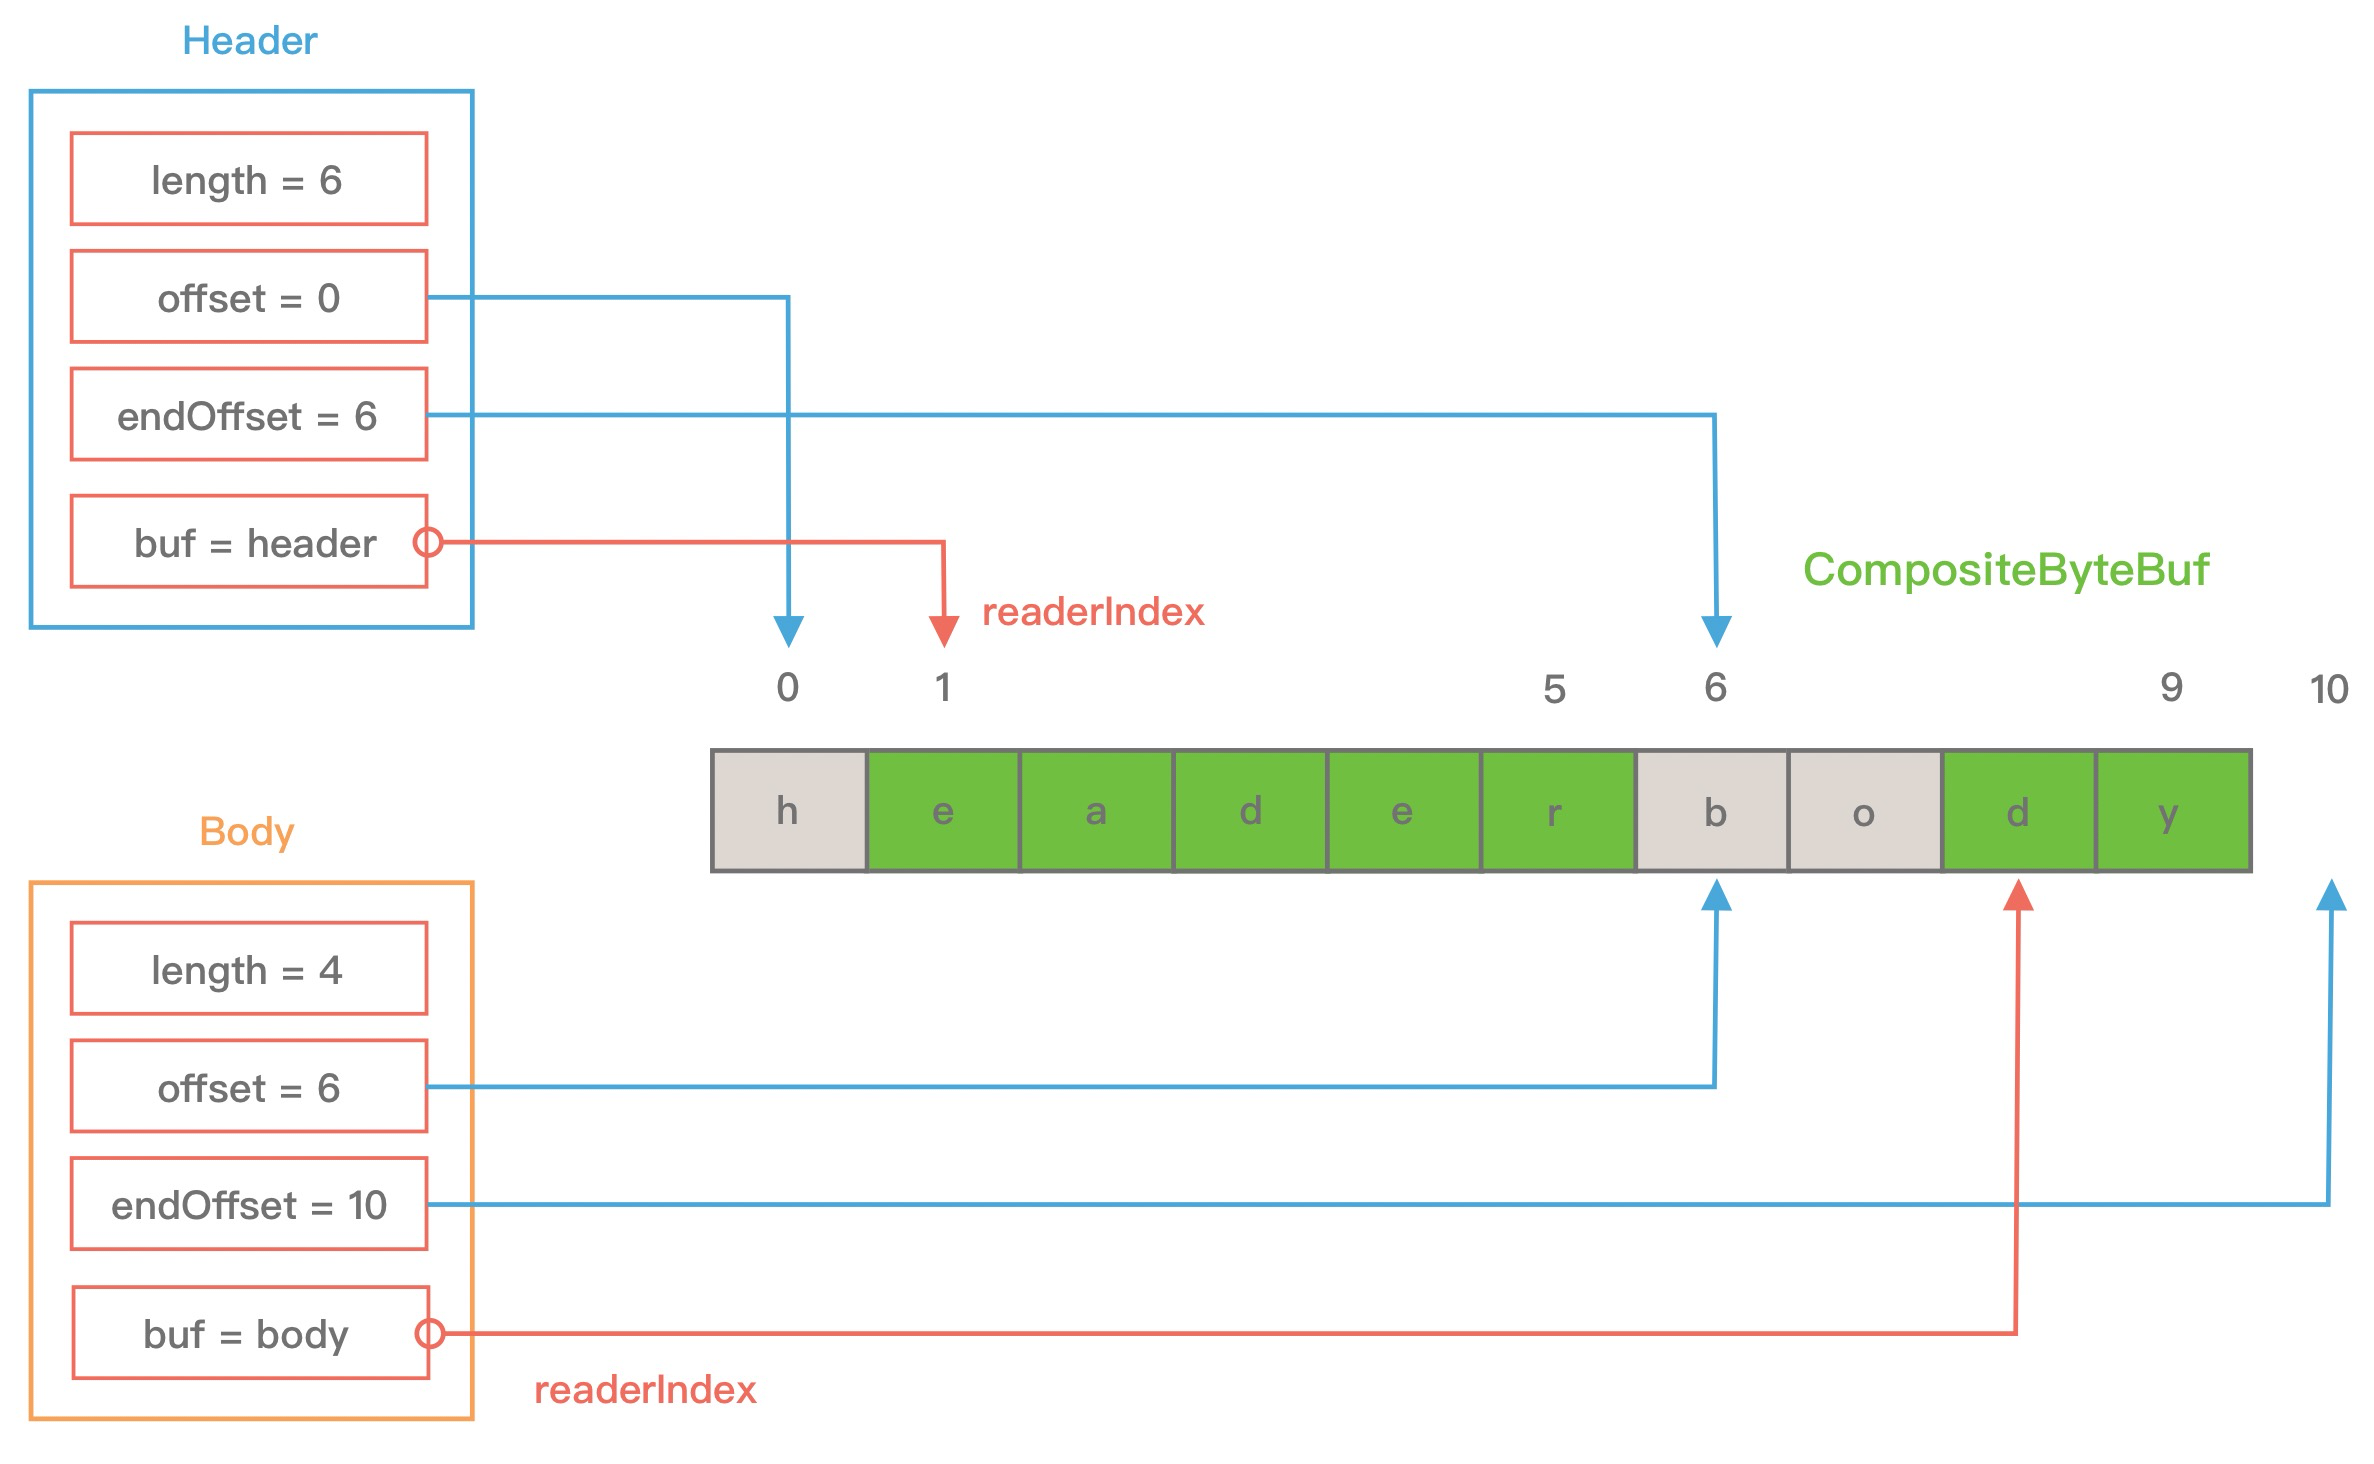 Header
length = 6
offset = 0
endOffset = 6
buf = header
readerIndex
CompositeByteBuf
0 1 5 6 9 10
h e a d e r b o d y
Body
length = 4
offset = 6
endOffset = 10
buf = body
readerIndex